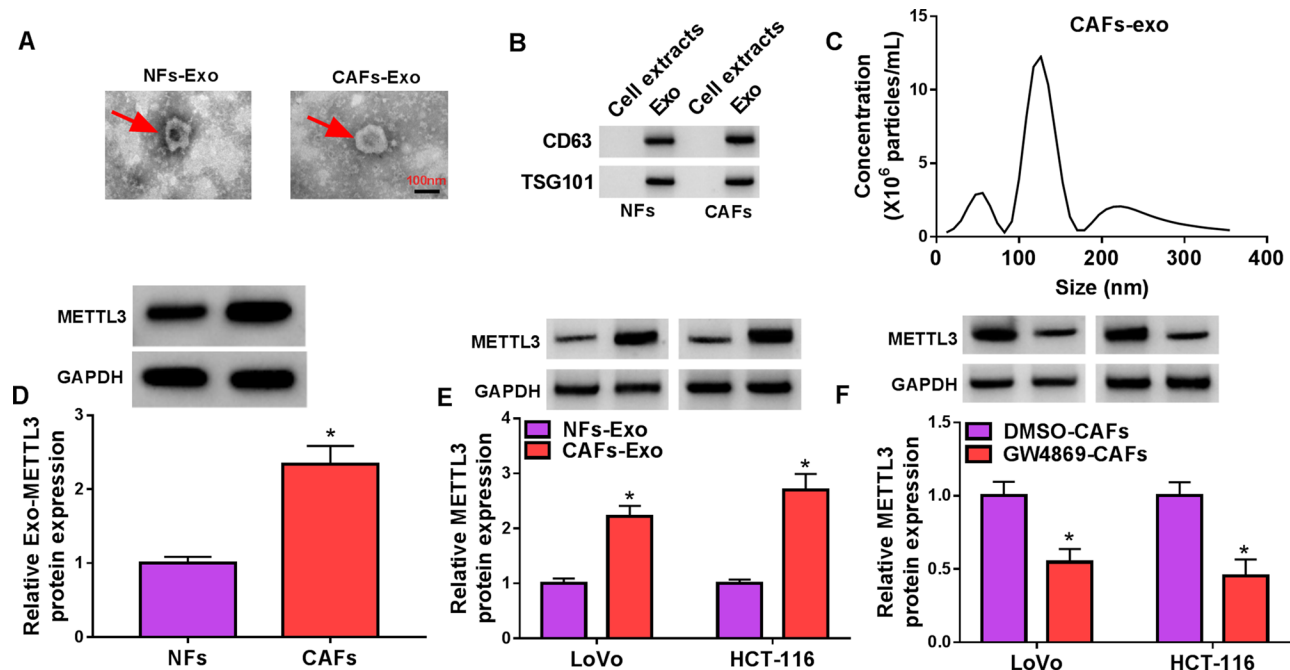 A
NFs-Exo
CAFs-Exo
100nm
B
Cell extracts
Exo
Cell extracts
Exo
CD63
TSG101
NFs
CAFs
C
CAFs-exo
Concentration
(X10⁶ particles/mL)
15
10
5
0
0
100
200
300
400
Size (nm)
METTL3
GAPDH
D
Relative Exo-METTL3
protein expression
3
2
1
0
*
NFs
CAFs
METTL3
GAPDH
E
Relative METTL3
protein expression
4
3
2
1
0
NFs-Exo
CAFs-Exo
*
*
LoVo
HCT-116
METTL3
GAPDH
F
Relative METTL3
protein expression
1.5
1.0
0.5
0.0
DMSO-CAFs
GW4869-CAFs
*
*
LoVo
HCT-116